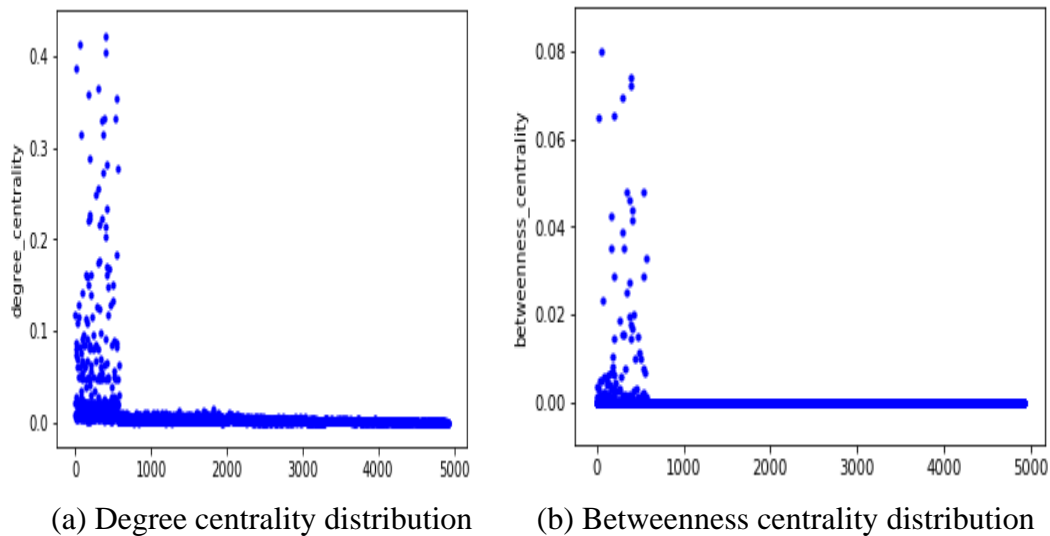 degree_centrality
0.4
0.3
0.2
0.1
0.0
0 1000 2000 3000 4000 5000
betweenness_centrality
0.08
0.06
0.04
0.02
0.00
0 1000 2000 3000 4000 5000
(a) Degree centrality distribution
(b) Betweenness centrality distribution